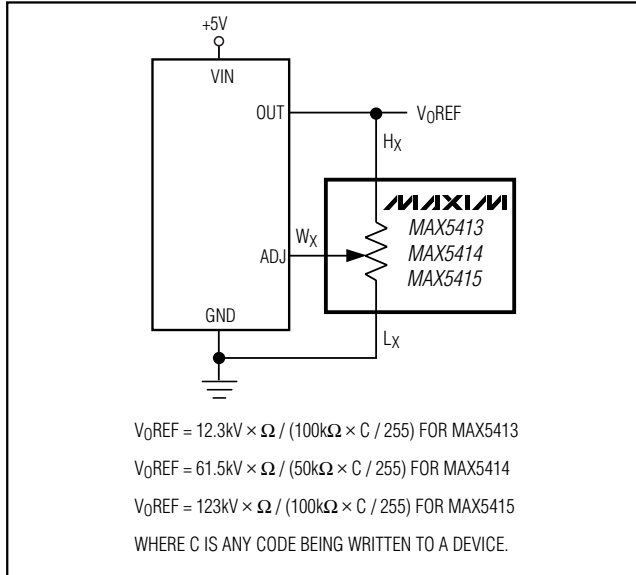 +5V
VIN
OUT
V0REF
HX
MAXIM
MAX5413
WX
MAX5414
ADJ
MAX5415
GND
LX
V0REF = 12.3kV × Ω / (100kΩ × C / 255) FOR MAX5413
V0REF = 61.5kV × Ω / (50kΩ × C / 255) FOR MAX5414
V0REF = 123kV × Ω / (100kΩ × C / 255) FOR MAX5415
WHERE C IS ANY CODE BEING WRITTEN TO A DEVICE.